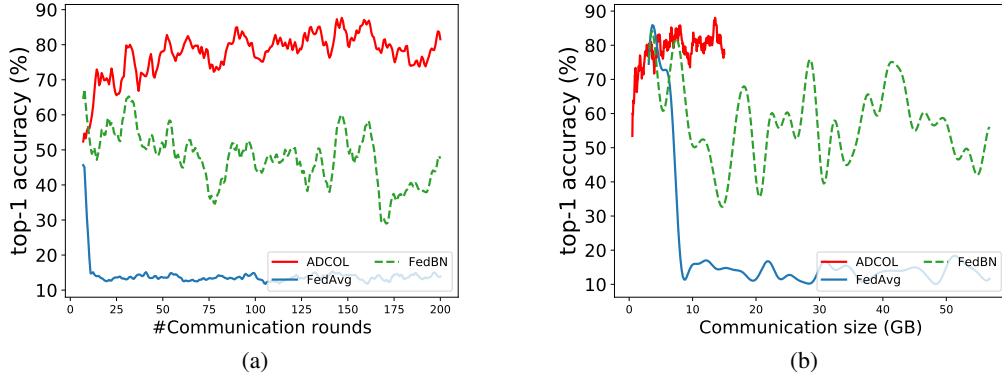 90
80
70
60
50
40
30
20
10
top-1 accuracy (%)
ADCOL
FedAvg
FedBN
0 25 50 75 100 125 150 175 200
#Communication rounds
(a)
90
80
70
60
50
40
30
20
10
top-1 accuracy (%)
ADCOL
FedAvg
FedBN
0 10 20 30 40 50
Communication size (GB)
(b)